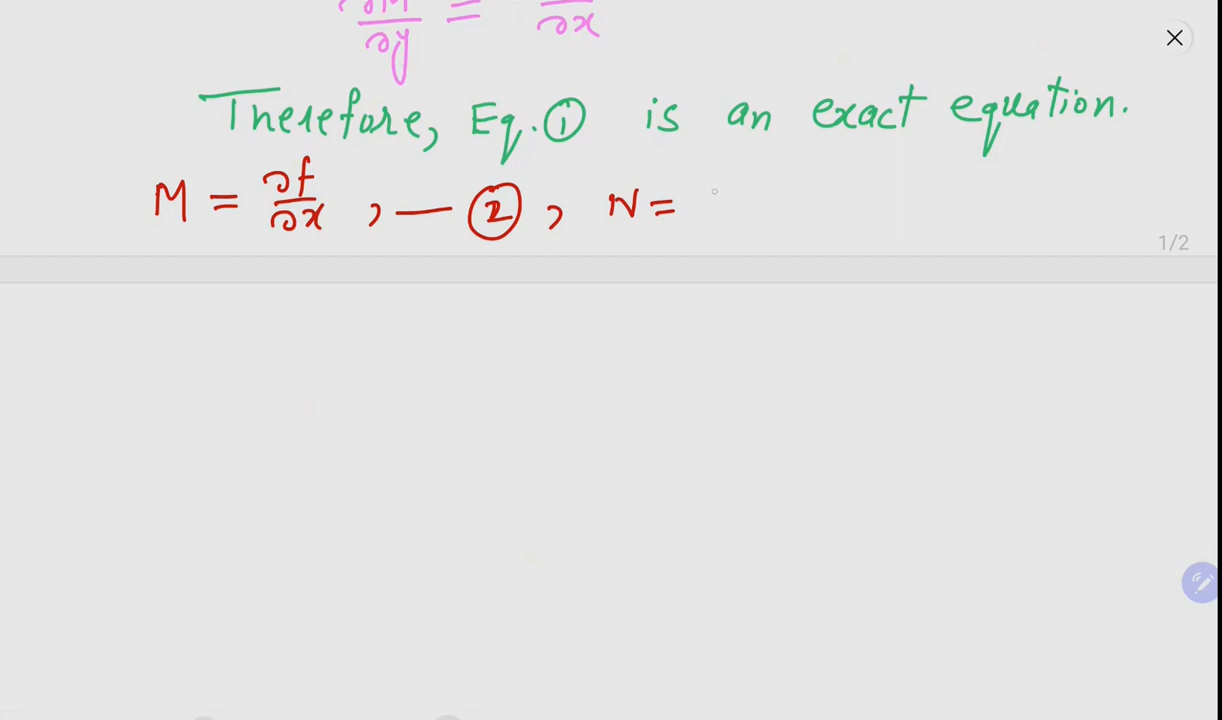 ∂M/∂y = /∂x
Therefore, Eq. ① is an exact equation.
M = ∂f/∂x , — ② , N =
1/2